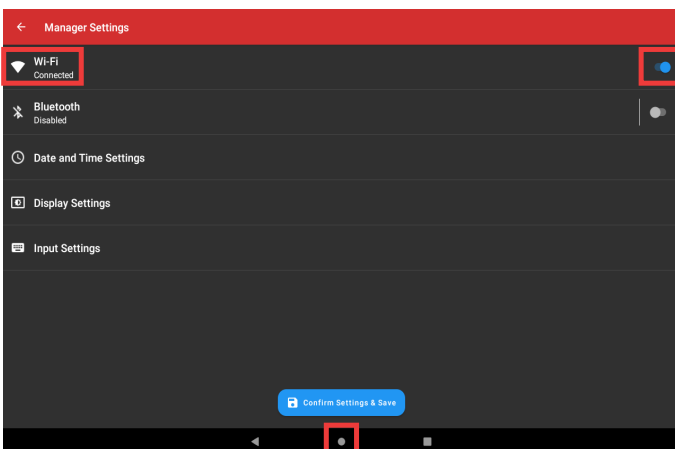 Manager Settings
Wi-Fi
Connected
Bluetooth
Disabled
Date and Time Settings
Display Settings
Input Settings
Confirm Settings & Save